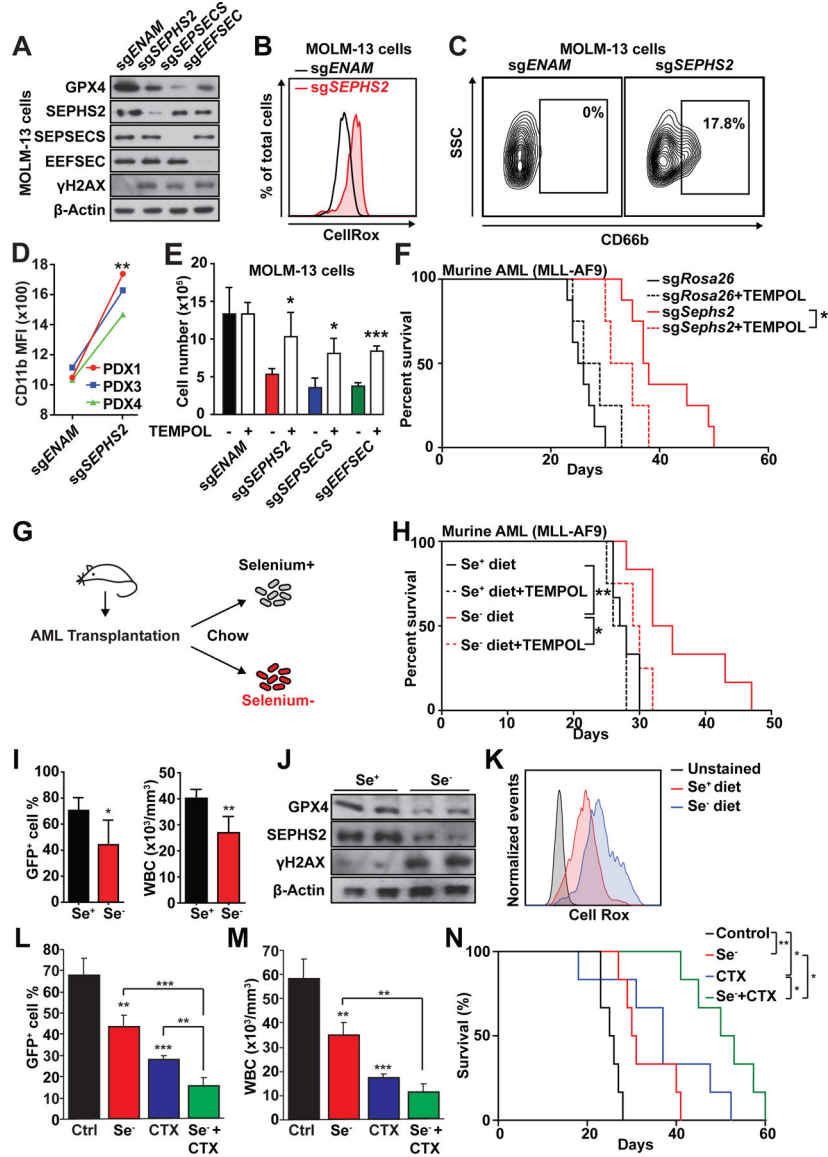 A
sgENAM
sgSEPHS2
sgSEPSECS
sgEEFSEC
MOLM-13 cells
GPX4
SEPHS2
SEPSECS
EEFSEC
γH2AX
β-Actin
B
MOLM-13 cells
sgENAM
sgSEPHS2
% of total cells
CellRox
C
MOLM-13 cells
sgENAM
sgSEPHS2
SSC
0%
17.8%
CD66b
D
CD11b MFI (x100)
18
16
14
12
10
8
**
PDX1
PDX3
PDX4
sgENAM
sgSEPHS2
E
MOLM-13 cells
Cell number (x10⁵)
20
15
10
5
0
*
*
***
TEMPOL - + - + - + - +
sgENAM
sgSEPHS2
sgSEPSECS
sgEEFSEC
F
Murine AML (MLL-AF9)
Percent survival
100
50
0
sgRosa26
sgRosa26+TEMPOL
sgSephs2
sgSephs2+TEMPOL
*
0 20 40 60
Days
G
AML Transplantation
Selenium+
Chow
Selenium-
H
Murine AML (MLL-AF9)
Percent survival
100
50
0
Se⁺ diet
Se⁺ diet+TEMPOL
Se⁻ diet
Se⁻ diet+TEMPOL
**
*
0 10 20 30 40 50
Days
I
GFP⁺ cell %
100
80
60
40
20
0
*
Se⁺ Se⁻
WBC (x10³/mm³)
50
40
30
20
10
0
**
Se⁺ Se⁻
J
Se⁺ Se⁻
GPX4
SEPHS2
γH2AX
β-Actin
K
Normalized events
Cell Rox
Unstained
Se⁺ diet
Se⁻ diet
L
GFP⁺ cell %
80
70
60
50
40
30
20
10
0
**
***
***
**
Ctrl Se⁻ CTX Se⁻ +
CTX
M
WBC (x10³/mm³)
70
60
50
40
30
20
10
0
**
***
**
Ctrl Se⁻ CTX Se⁻ +
CTX
N
Survival (%)
100
50
0
Control
Se⁻
CTX
Se⁻+CTX
**
*
*
*
0 20 40 60
Days